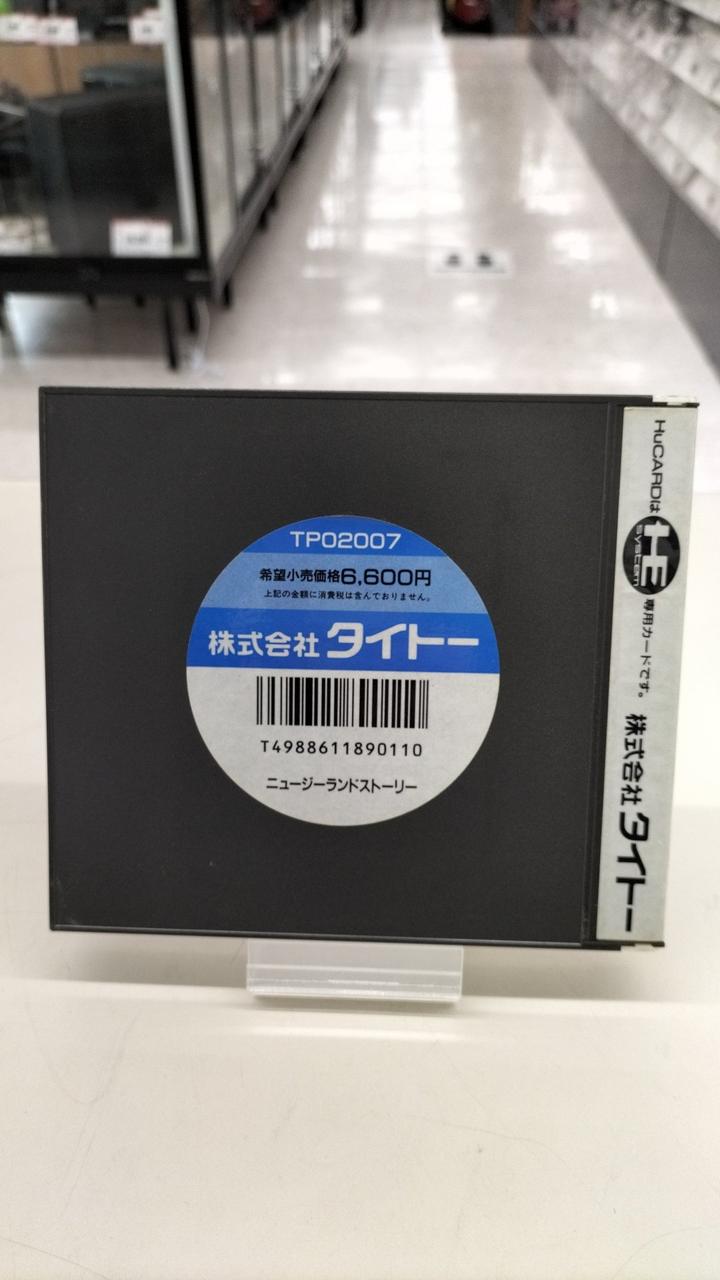 TP02007
希望小売価格6,600円
上記の金額に消費税は含んでおりません。
株式会社 タイトー
T4988611890110
ニュージーランドストーリー
HuCARDは HE system 専用カードです。 株式会社 タイトー